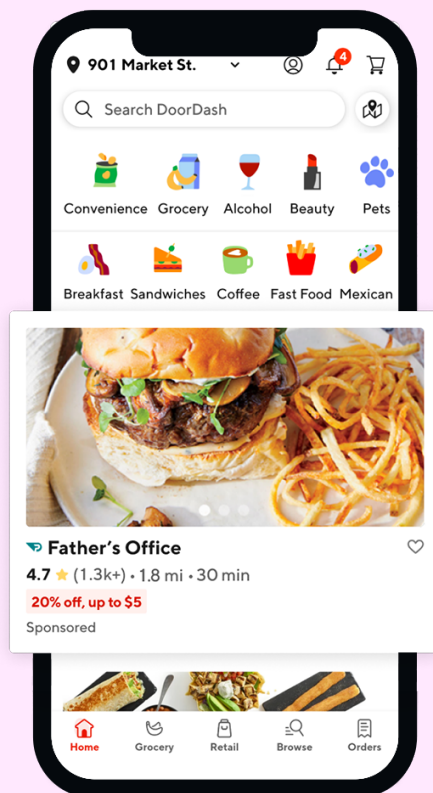 901 Market St.
4
Search DoorDash
Convenience Grocery Alcohol Beauty Pets
Breakfast Sandwiches Coffee Fast Food Mexican
Father's Office
4.7 ★ (1.3k+) • 1.8 mi • 30 min
20% off, up to $5
Sponsored
Home Grocery Retail Browse Orders